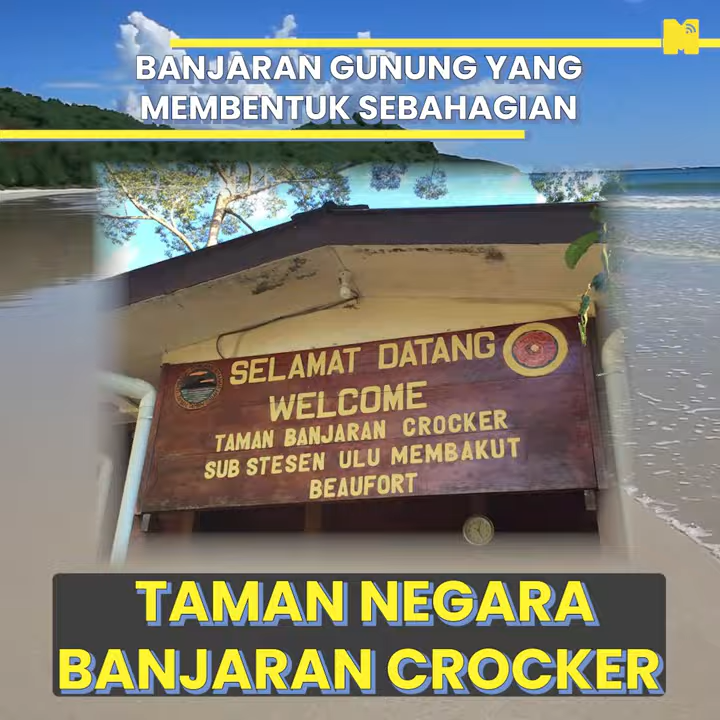 BANJARAN GUNUNG YANG
MEMBENTUK SEBAHAGIAN
SELAMAT DATANG
WELCOME
TAMAN BANJARAN CROCKER
SUB STESEN ULU MEMBAKUT
BEAUFORT
TAMAN NEGARA
BANJARAN CROCKER